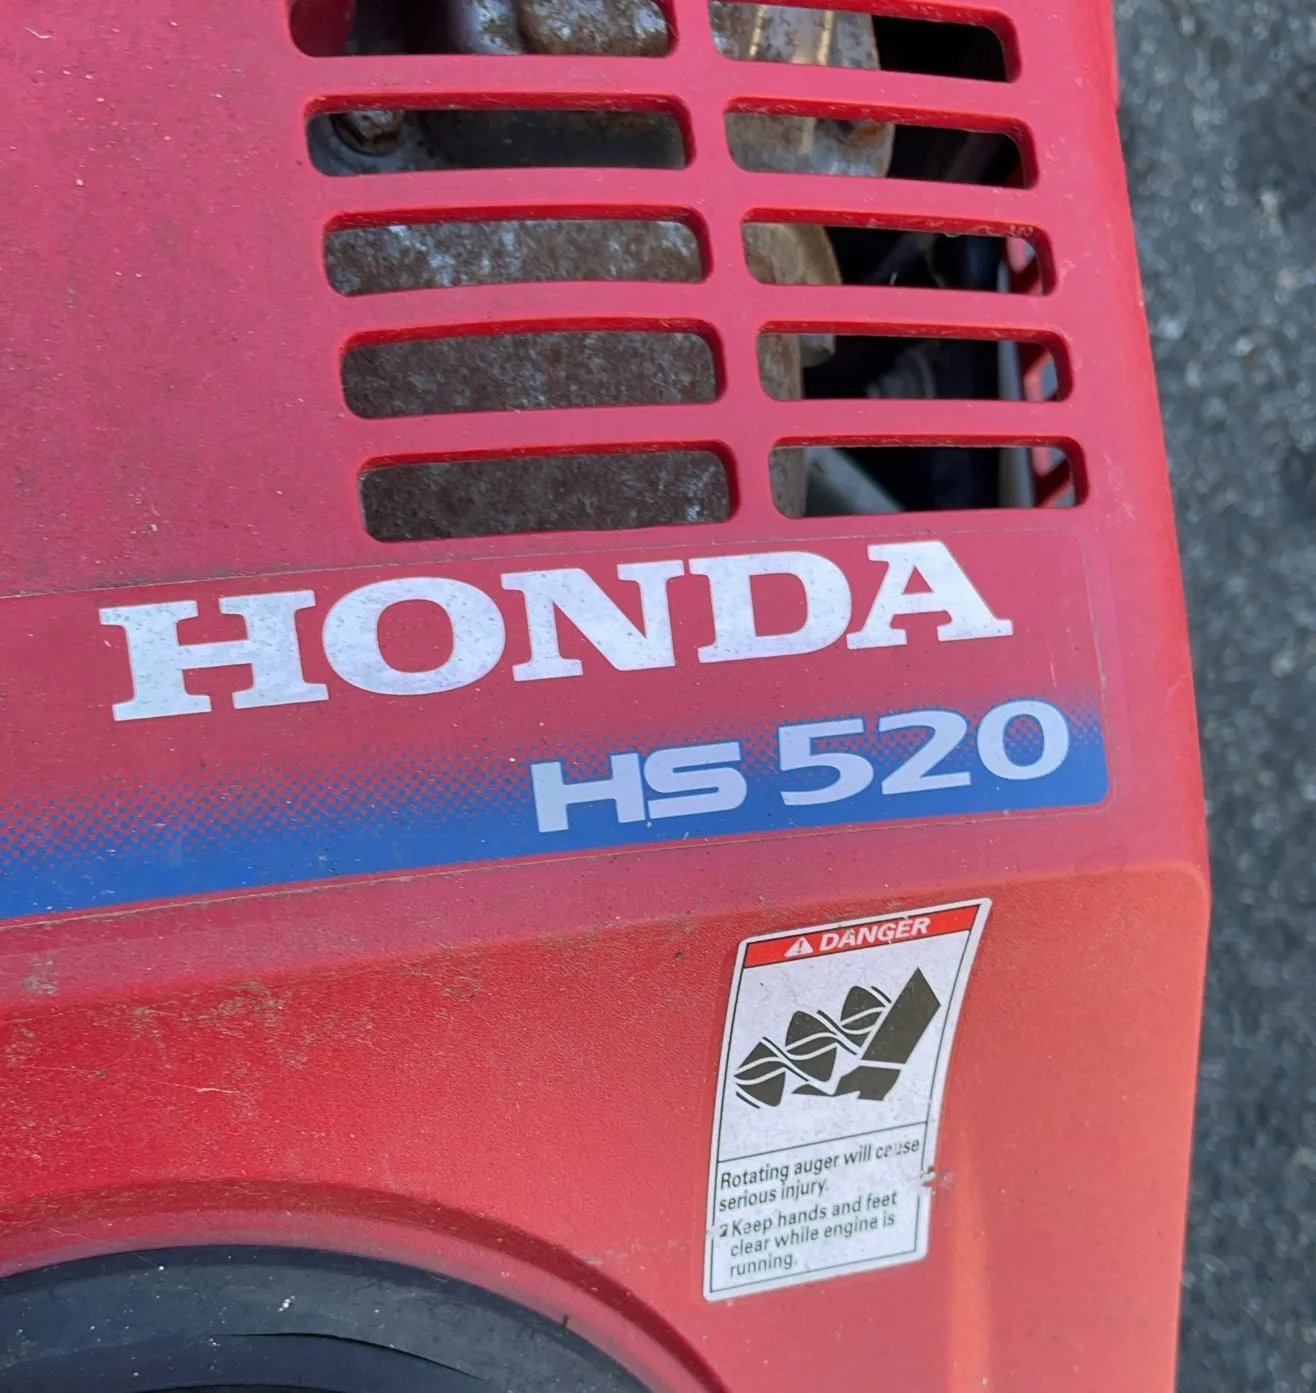 HONDA
HS 520
DANGER
Rotating auger will cause
serious injury.
Keep hands and feet
clear while engine is
running.